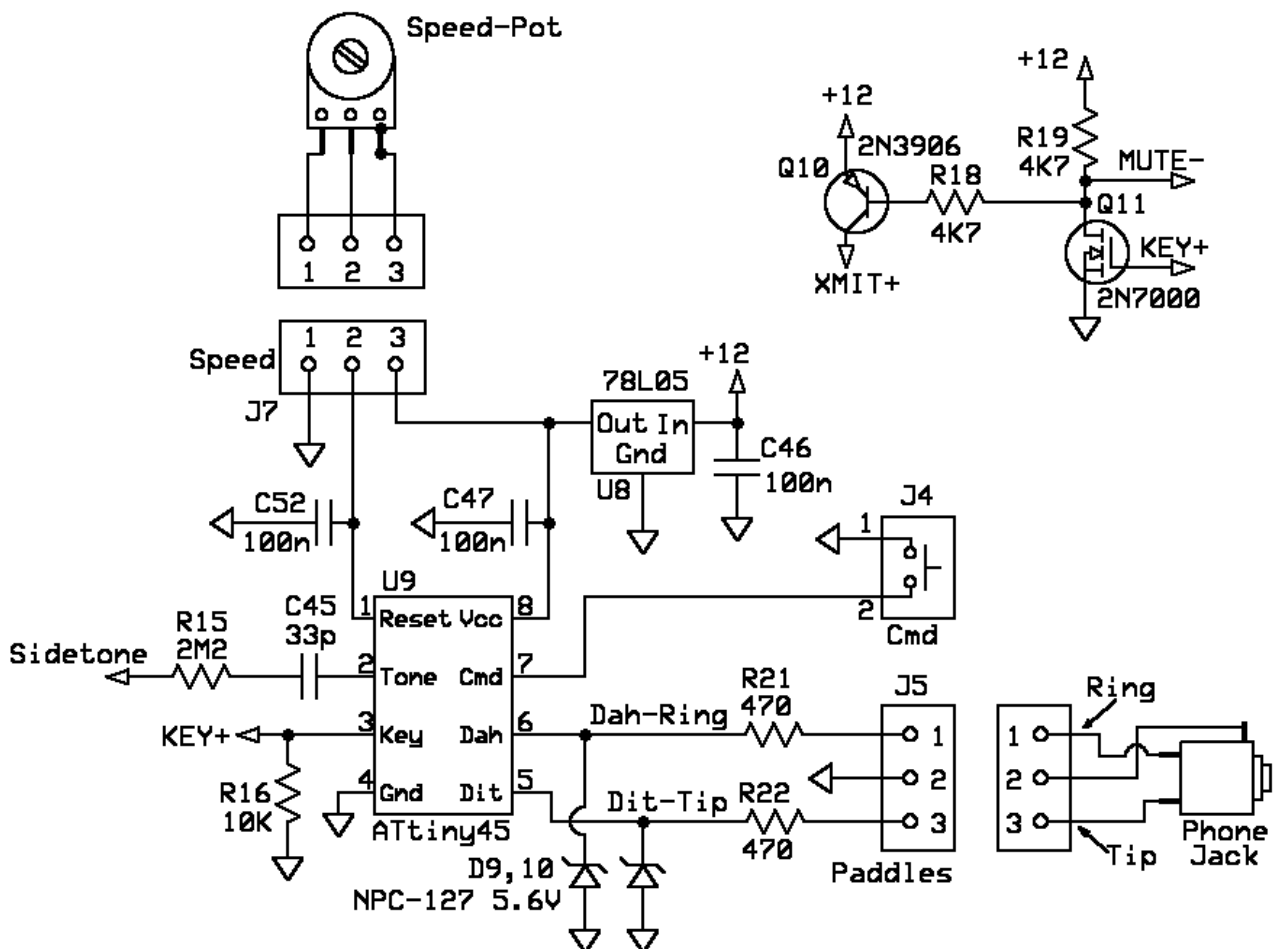 Speed-Pot
+12
+12
2N3906
Q10
R18
4K7
R19
4K7
MUTE-
Q11
KEY+
2N7000
XMIT+
1 2 3
1 2 3
Speed
J7
+12
78L05
Out In
Gnd
U8
C46
100n
C52
100n
C47
100n
J4
1
2
Cmd
U9
1 Reset Vcc 8
2 Tone Cmd 7
3 Key Dah 6
4 Gnd Dit 5
ATtiny45
C45
33p
R15
2M2
Sidetone
KEY+
R16
10K
Dah-Ring
R21
470
Dit-Tip
R22
470
J5
1
2
3
Paddles
D9,10
NPC-127 5.6V
Ring
1
2
3
Tip
Phone
Jack